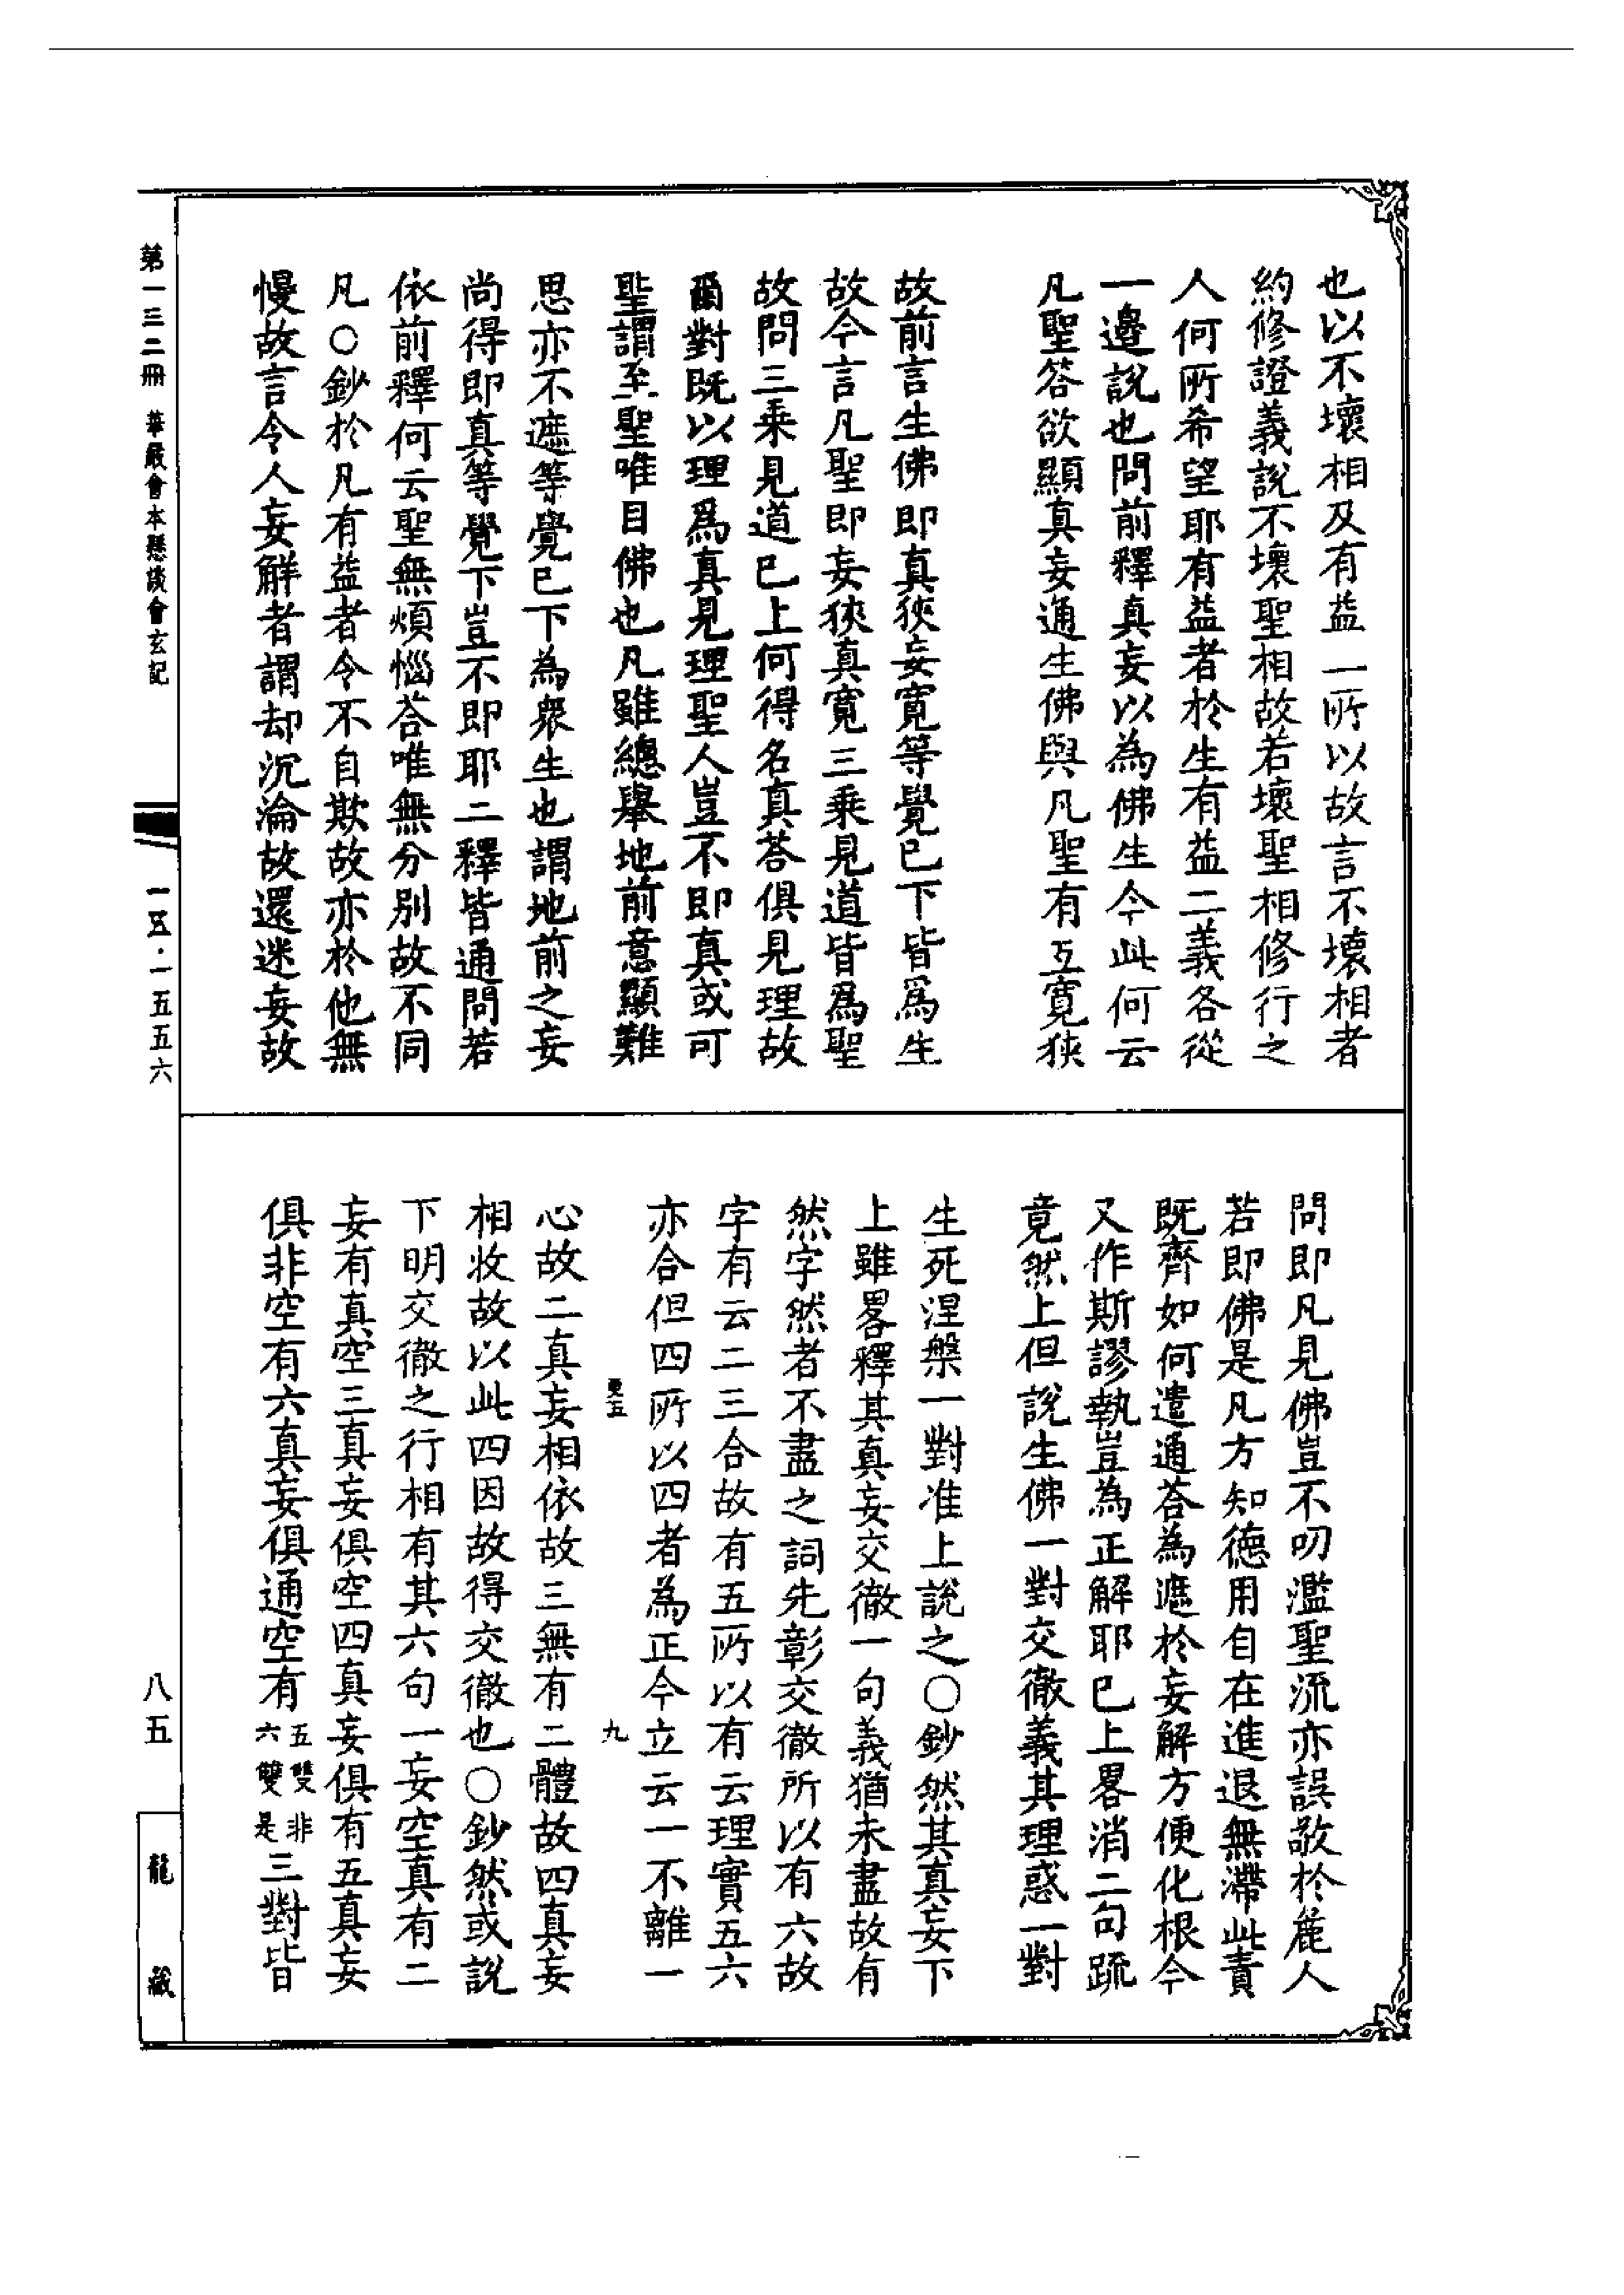 也以不壞相及有益一所以故言不壞相者
約修證義說不壞聖相故若壞聖相修行之
人何所希望耶有益者於生有益二義各從
一邊說也問前釋真妄以為佛生今此何云
凡聖答欲顯真妄通生佛與凡聖有互寬狹
故前言生佛即真狹妄寬等覺已下皆爲生
故今言凡聖即妄狹真寬三乘見道皆爲聖
故問三乘見道已上何得名真答俱見理故
爾對既以理爲真見理聖人豈不即真或可
聖謂至聖唯目佛也凡雖總舉地前意顯難
思亦不遮等覺已下為衆生也謂地前之妄
尚得即真等覺下豈不即耶二釋皆通問若
依前釋何云聖無煩惱答唯無分別故不同
凡○鈔於凡有益者令不自欺故亦於他無
慢故言令人妄解者謂却沉淪故還迷妄故
問即凡見佛豈不叨濫聖流亦誤敬於麁人
若即佛是凡方知德用自在進退無滯此責
既齊如何遣通答為遮於妄解方便化根今
又作斯謬執豈為正解耶已上畧消二句䟽
竟然上但說生佛一對交徹義其理惑一對
生死涅槃一對准上說之○鈔然其真妄下
上雖畧釋其真妄交徹一句義猶未盡故有
然字然者不盡之詞先彰交徹所以有六故
字有云二三合故有五所以有云理實五六
亦合但四所以四者為正今立云一不離一
更五 九
心故二真妄相依故三無有二體故四真妄
相收故以此四因故得交徹也○鈔然或說
下明交徹之行相有其六句一妄空真有二
妄有真空三真妄俱空四真妄俱有五真妄
俱非空有六真妄俱通空有五雙非六雙是三對皆
第一三二冊 華嚴會本懸談會玄記 一五·一五五六 八五 龍藏